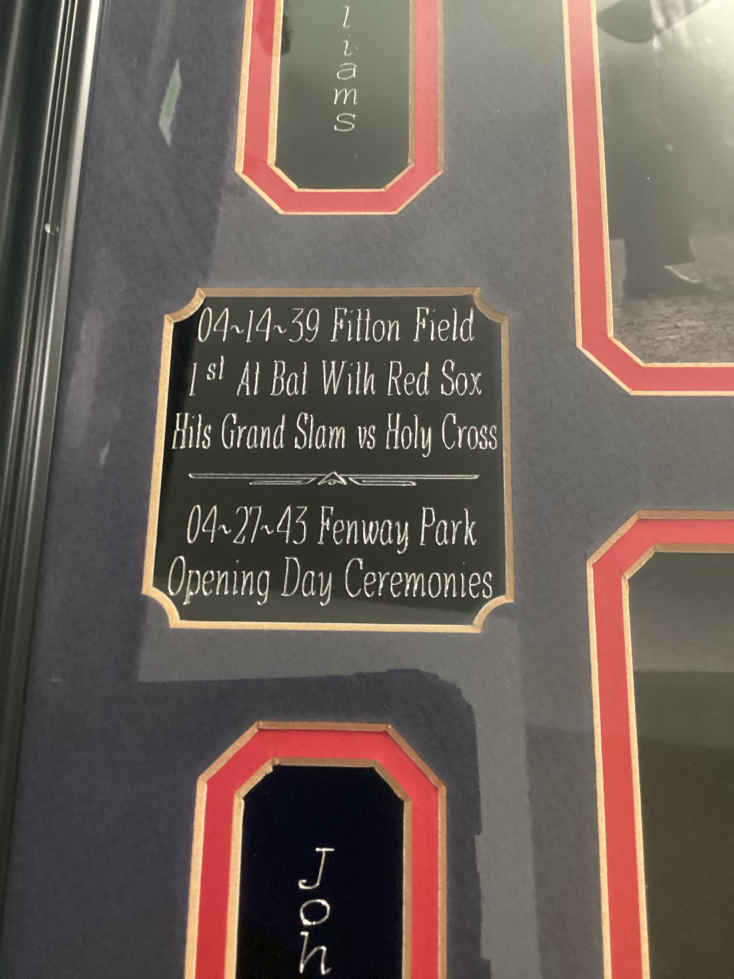 lliams
04~14~39 Fitton Field
1st At Bat With Red Sox
Hits Grand Slam vs Holy Cross
04~27~43 Fenway Park
Opening Day Ceremonies
Joh